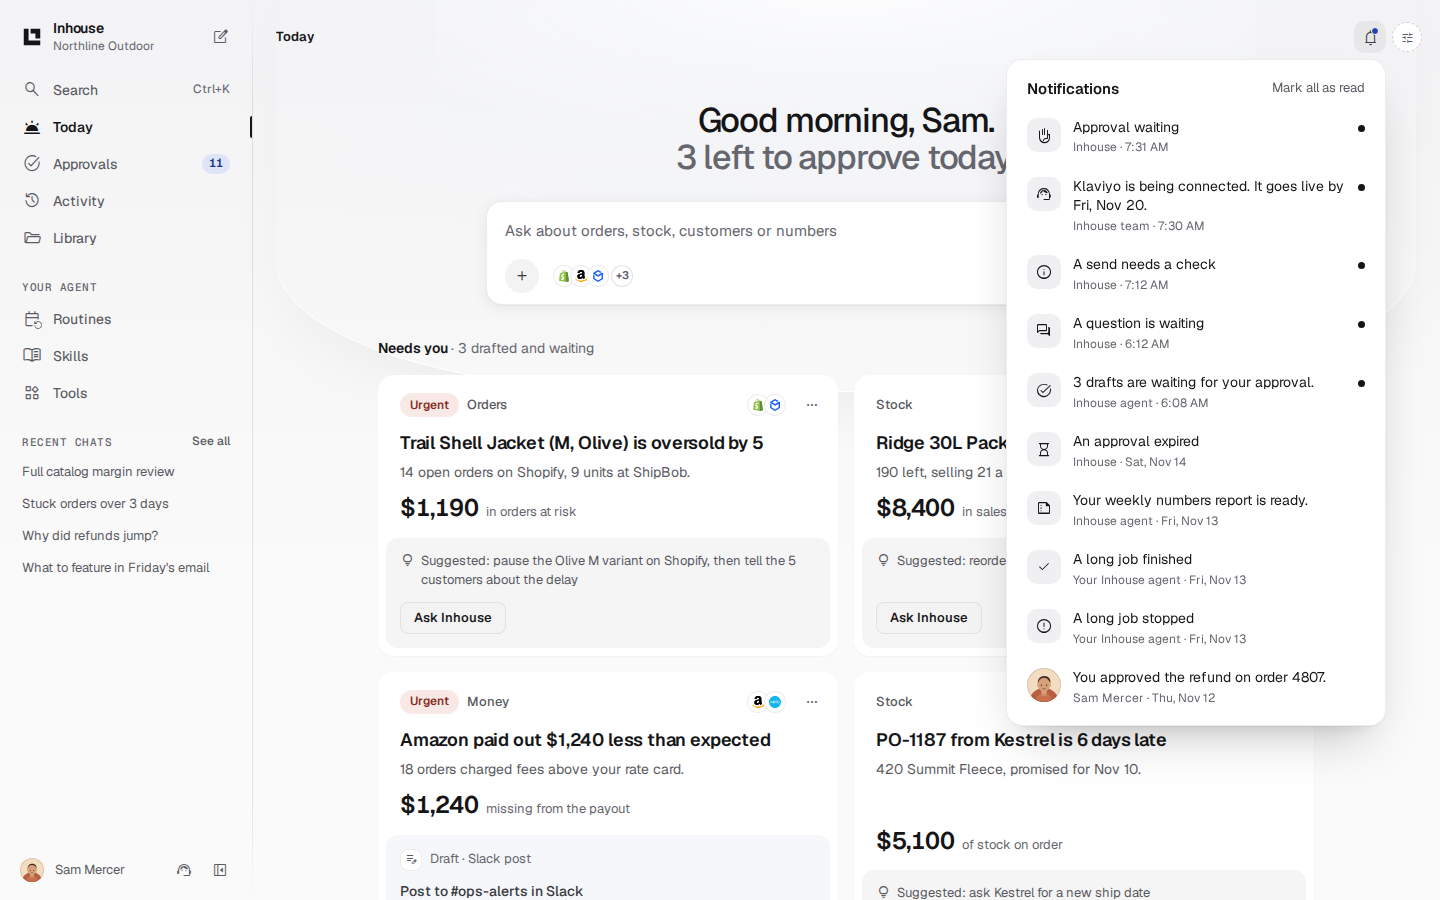 Inhouse
Northline Outdoor
Search Ctrl+K
Today
Approvals 11
Activity
Library
YOUR AGENT
Routines
Skills
Tools
RECENT CHATS See all
Full catalog margin review
Stuck orders over 3 days
Why did refunds jump?
What to feature in Friday's email
Sam Mercer
Today
Good morning, Sam.
3 left to approve today
Ask about orders, stock, customers or numbers
+3
Needs you · 3 drafted and waiting
Urgent Orders
Trail Shell Jacket (M, Olive) is oversold by 5
14 open orders on Shopify, 9 units at ShipBob.
$1,190 in orders at risk
Suggested: pause the Olive M variant on Shopify, then tell the 5
customers about the delay
Ask Inhouse
Stock
Ridge 30L Pack
190 left, selling 21 a
$8,400 in sales
Suggested: reorde
Ask Inhouse
Urgent Money
Amazon paid out $1,240 less than expected
18 orders charged fees above your rate card.
$1,240 missing from the payout
Draft · Slack post
Post to #ops-alerts in Slack
Stock
PO-1187 from Kestrel is 6 days late
420 Summit Fleece, promised for Nov 10.
$5,100 of stock on order
Suggested: ask Kestrel for a new ship date
Notifications Mark all as read
Approval waiting
Inhouse · 7:31 AM
Klaviyo is being connected. It goes live by
Fri, Nov 20.
Inhouse team · 7:30 AM
A send needs a check
Inhouse · 7:12 AM
A question is waiting
Inhouse · 6:12 AM
3 drafts are waiting for your approval.
Inhouse agent · 6:08 AM
An approval expired
Inhouse · Sat, Nov 14
Your weekly numbers report is ready.
Inhouse agent · Fri, Nov 13
A long job finished
Your Inhouse agent · Fri, Nov 13
A long job stopped
Your Inhouse agent · Fri, Nov 13
You approved the refund on order 4807.
Sam Mercer · Thu, Nov 12